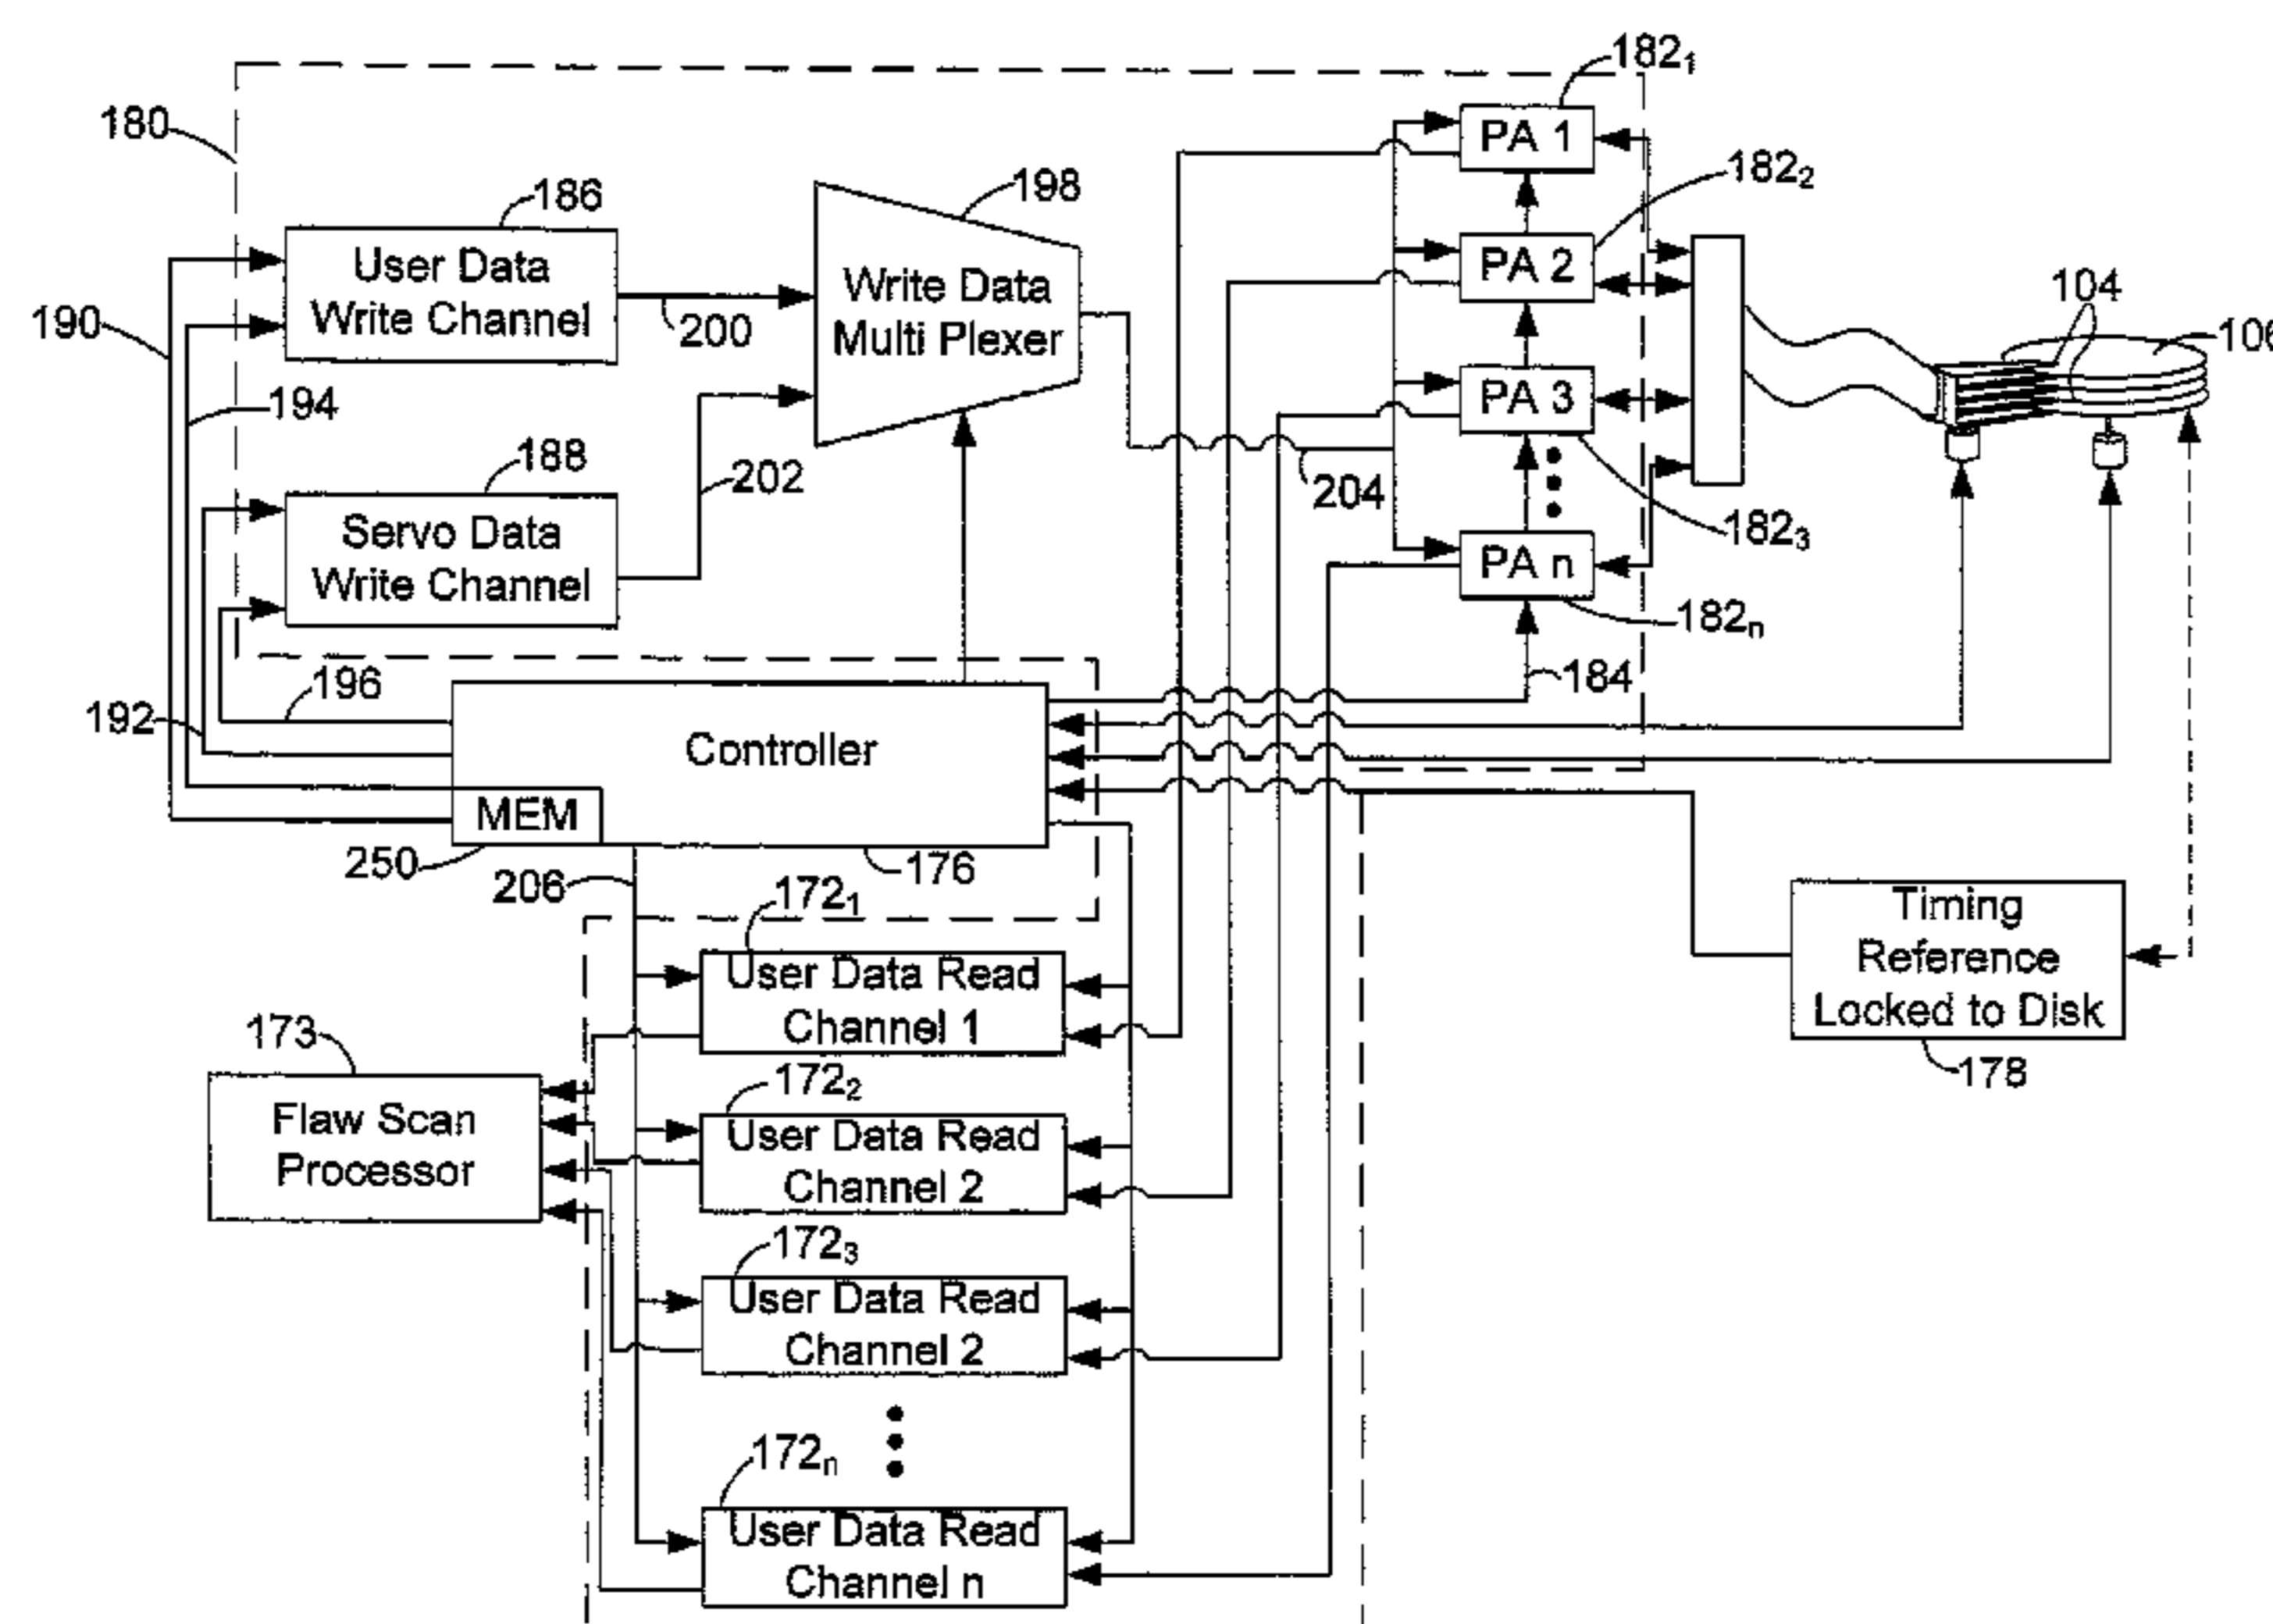 182₁
180
PA 1
182₂
186
198
User Data
Write Channel
PA 2
Write Data
Multi Plexer
104
106
190
200
194
PA 3
188
202
204
182₃
Servo Data
Write Channel
PA n
182ₙ
184
196
192
Controller
MEM
250
206
176
172₁
Timing
Reference
Locked to Disk
178
User Data Read
Channel 1
173
172₂
Flaw Scan
Processor
User Data Read
Channel 2
172₃
User Data Read
Channel 2
172ₙ
User Data Read
Channel n